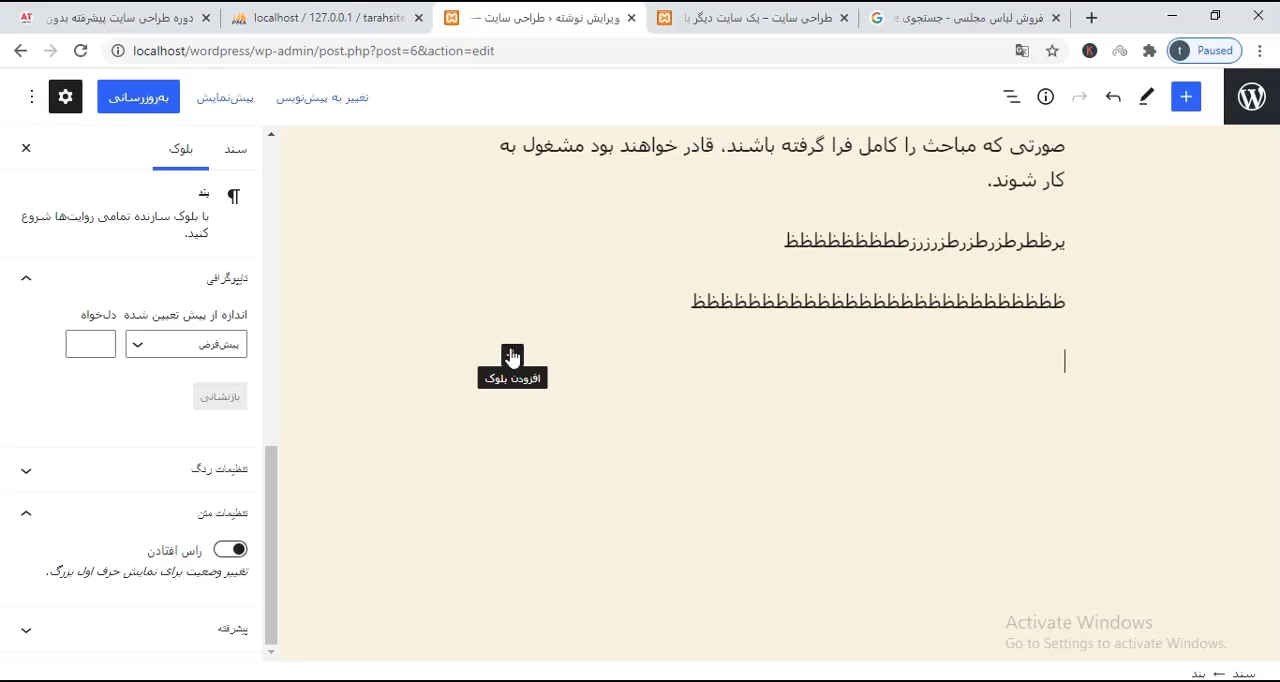 دوره طراحی سایت پیشرفته بدون
localhost / 127.0.0.1 / tarahsite
ویرایش نوشته ‹ طراحی سایت —
طراحی سایت – یک سایت دیگر با
فروش لباس مجلسی - جستجوی e
localhost/wordpress/wp-admin/post.php?post=6&action=edit
K
t Paused
به‌روزرسانی
پیش‌نمایش
تغییر به پیش‌نویس
سند
بلوک
بند
با بلوک سازنده تمامی روایت‌ها شروع
کنید.
تایپوگرافی
اندازه از پیش تعیین شده
دل‌خواه
پیش‌فرض
بازنشانی
تنظیمات رنگ
تنظیمات متن
راس افتادن
تغییر وضعیت برای نمایش حرف اول بزرگ.
پیشرفته
صورتی که مباحث را کامل فرا گرفته باشند، قادر خواهند بود مشغول به
کار شوند.
افزودن بلوک
Activate Windows
Go to Settings to activate Windows.
سند ← بند